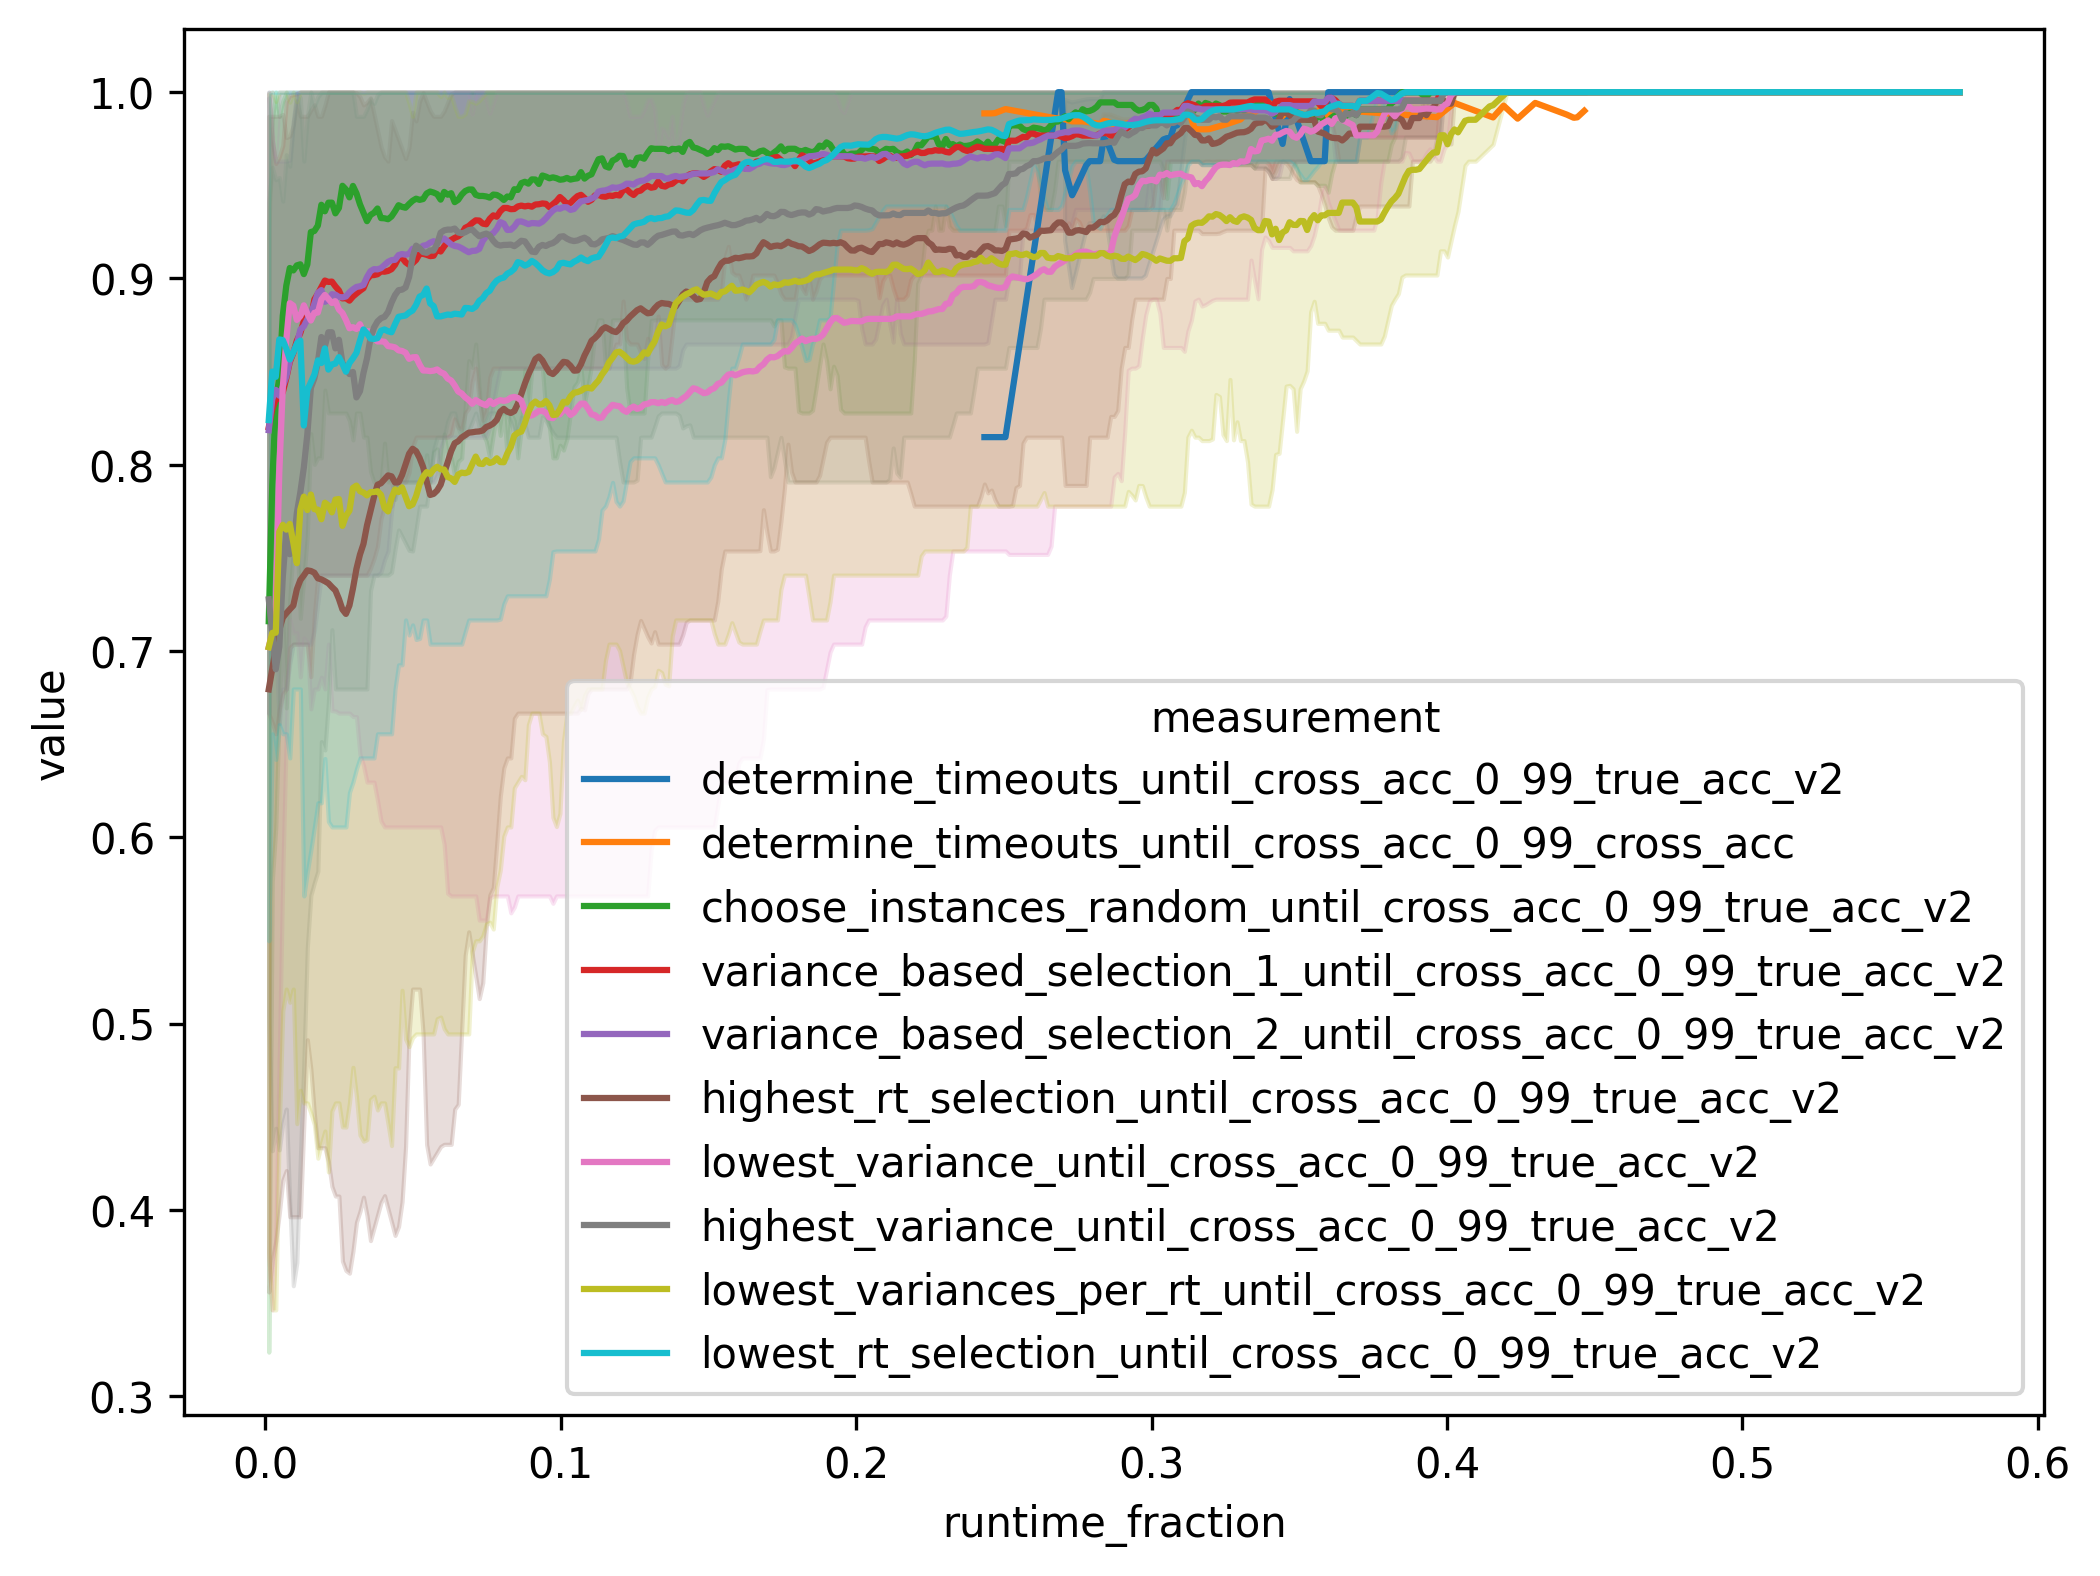 1.0
0.9
0.8
0.7
0.6
0.5
0.4
0.3
value
measurement
determine_timeouts_until_cross_acc_0_99_true_acc_v2
determine_timeouts_until_cross_acc_0_99_cross_acc
choose_instances_random_until_cross_acc_0_99_true_acc_v2
variance_based_selection_1_until_cross_acc_0_99_true_acc_v2
variance_based_selection_2_until_cross_acc_0_99_true_acc_v2
highest_rt_selection_until_cross_acc_0_99_true_acc_v2
lowest_variance_until_cross_acc_0_99_true_acc_v2
highest_variance_until_cross_acc_0_99_true_acc_v2
lowest_variances_per_rt_until_cross_acc_0_99_true_acc_v2
lowest_rt_selection_until_cross_acc_0_99_true_acc_v2
0.0 0.1 0.2 0.3 0.4 0.5 0.6
runtime_fraction